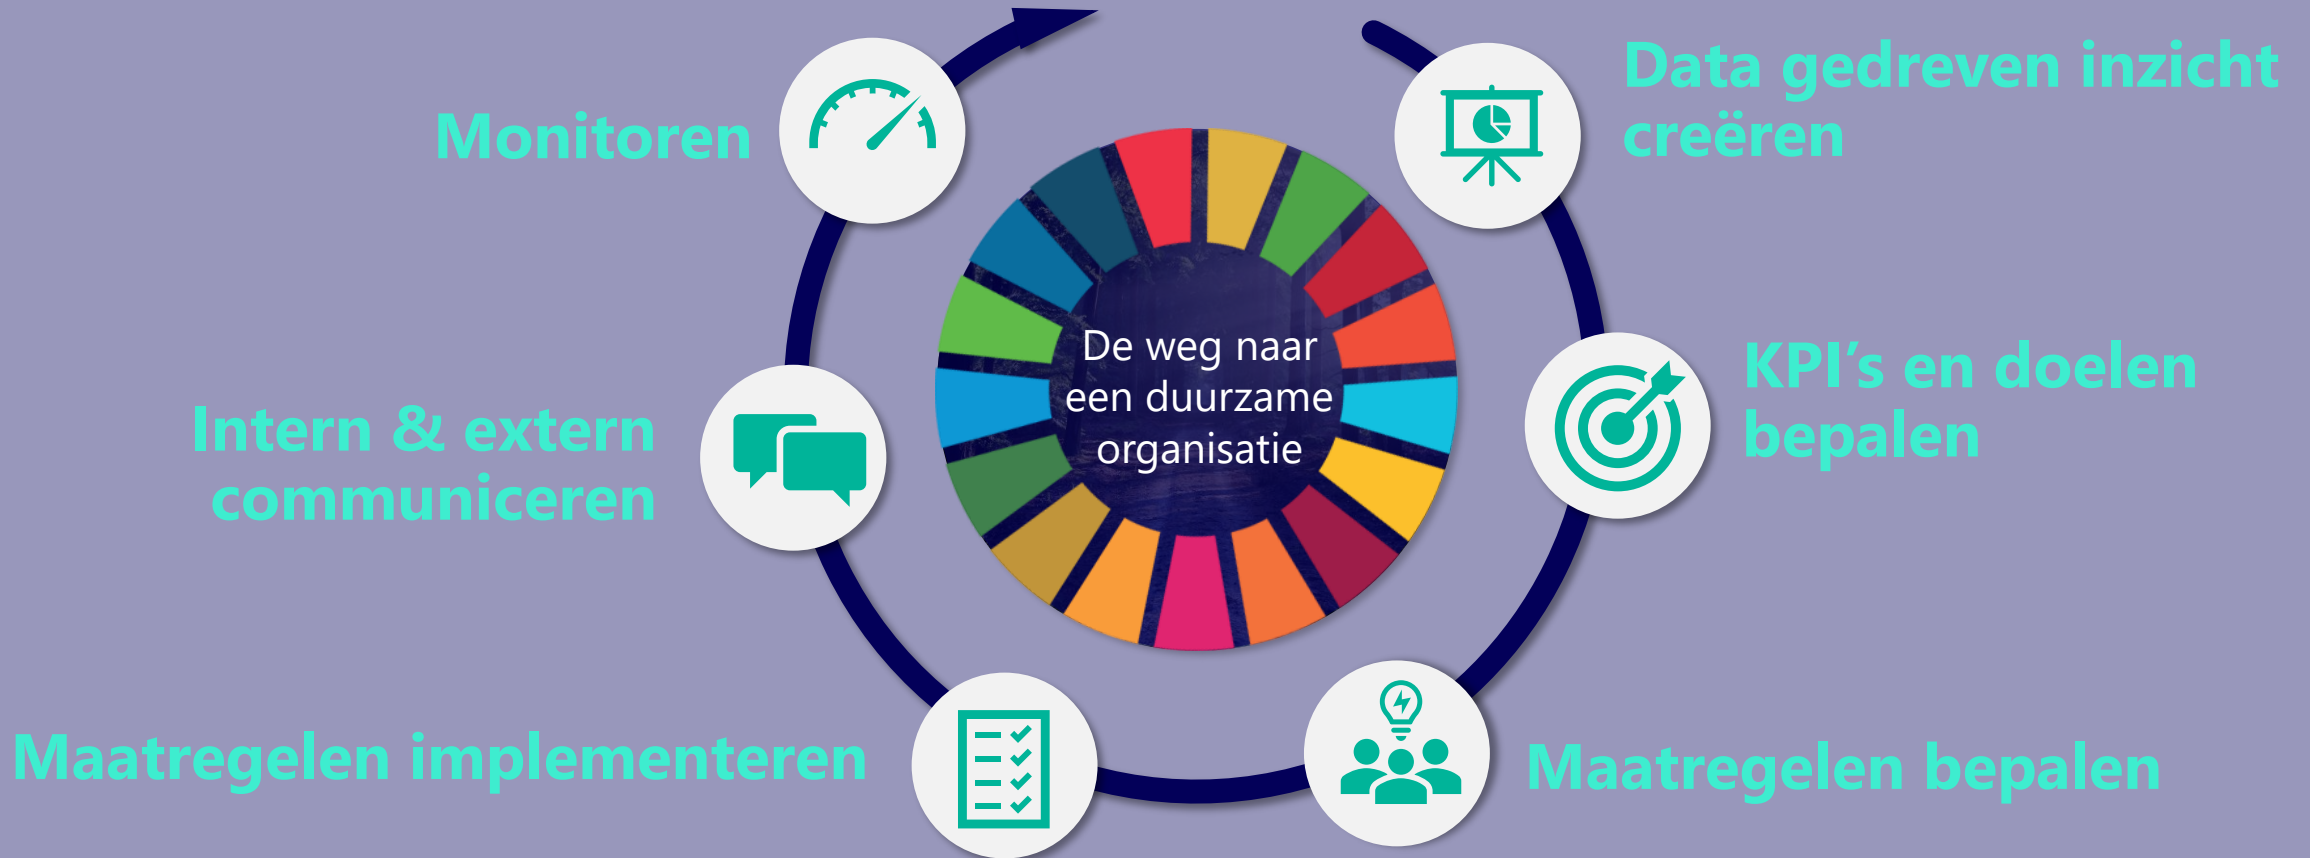 Data gedreven inzicht
creëren
KPI’s en doelen
bepalen
Maatregelen bepalen
Maatregelen implementeren
Intern & extern
communiceren
Monitoren
De weg naar
een duurzame
organisatie